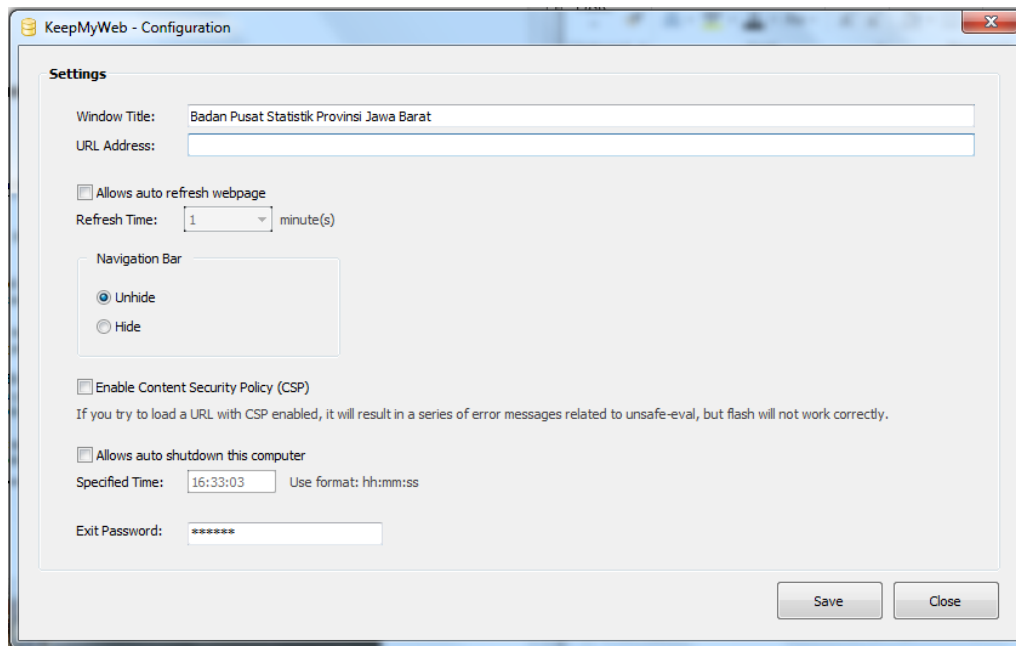 KeepMyWeb - Configuration
Settings
Window Title: Badan Pusat Statistik Provinsi Jawa Barat
URL Address:
Allows auto refresh webpage
Refresh Time: 1 minute(s)
Navigation Bar
Unhide
Hide
Enable Content Security Policy (CSP)
If you try to load a URL with CSP enabled, it will result in a series of error messages related to unsafe-eval, but flash will not work correctly.
Allows auto shutdown this computer
Specified Time: 16:33:03 Use format: hh:mm:ss
Exit Password: ******
Save Close